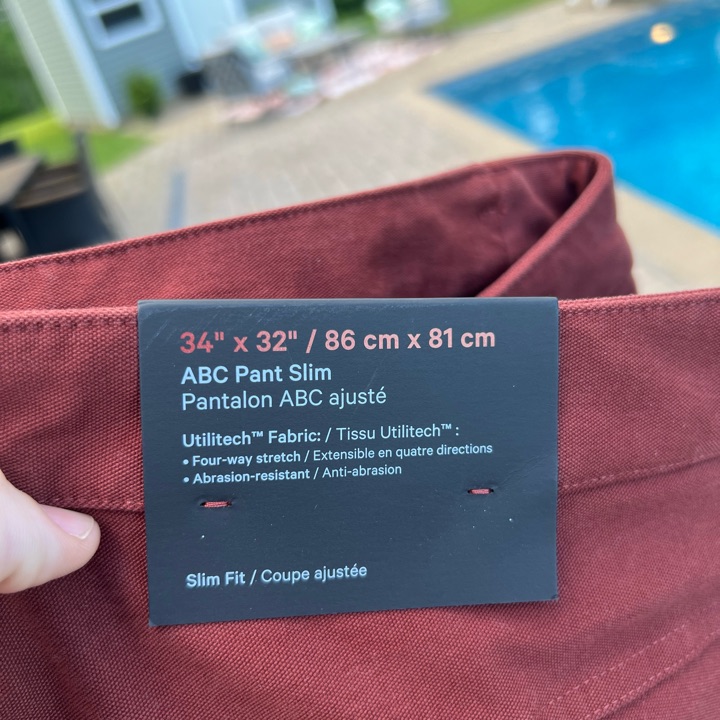 34" x 32" / 86 cm x 81 cm
ABC Pant Slim
Pantalon ABC ajusté
Utilitech™ Fabric: / Tissu Utilitech™ :
• Four-way stretch / Extensible en quatre directions
• Abrasion-resistant / Anti-abrasion
Slim Fit / Coupe ajustée